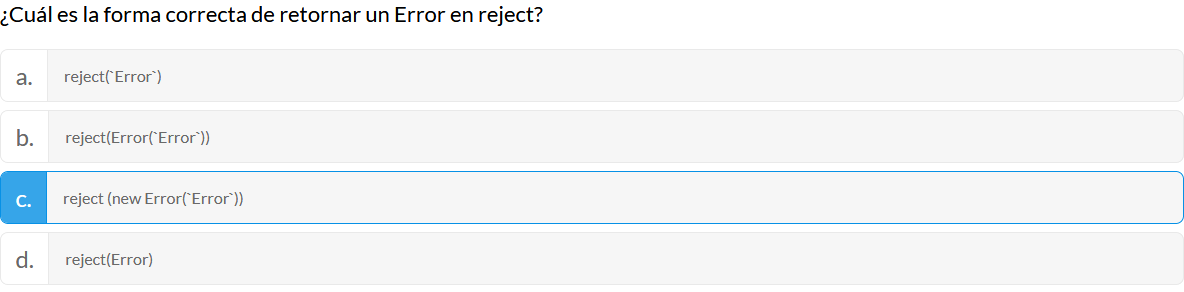 ¿Cuál es la forma correcta de retornar un Error en reject?
a. reject(`Error`)
b. reject(Error(`Error`))
c. reject (new Error(`Error`))
d. reject(Error)